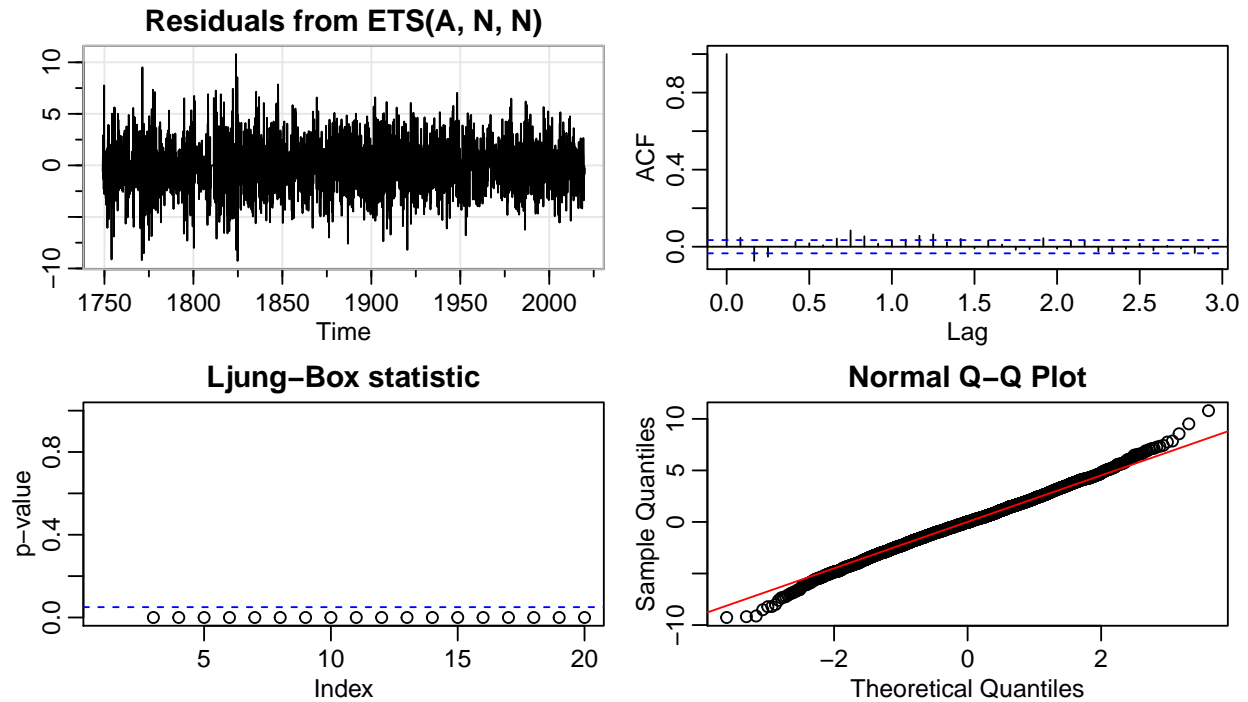 Residuals from ETS(A, N, N)
10
5
0
−10
1750 1800 1850 1900 1950 2000
Time
ACF
0.8
0.4
0.0
0.0 0.5 1.0 1.5 2.0 2.5 3.0
Lag
Ljung−Box statistic
p−value
0.8
0.4
0.0
5 10 15 20
Index
Normal Q−Q Plot
Sample Quantiles
10
5
0
−10
−2 0 2
Theoretical Quantiles